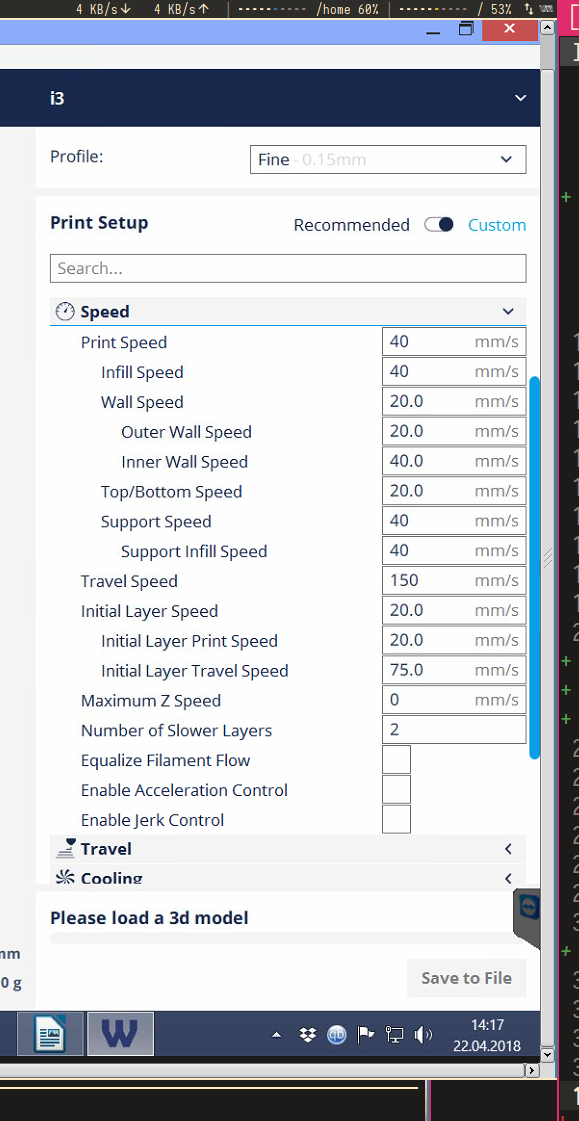 4 KB/s↓ 4 KB/s↑ | ---------- /home 60% | ---------- / 53% ↑↓
i3
Profile:
Fine - 0.15mm
Print Setup
Recommended
Custom
Search...
Speed
Print Speed 40 mm/s
Infill Speed 40 mm/s
Wall Speed 20.0 mm/s
Outer Wall Speed 20.0 mm/s
Inner Wall Speed 40.0 mm/s
Top/Bottom Speed 20.0 mm/s
Support Speed 40 mm/s
Support Infill Speed 40 mm/s
Travel Speed 150 mm/s
Initial Layer Speed 20.0 mm/s
Initial Layer Print Speed 20.0 mm/s
Initial Layer Travel Speed 75.0 mm/s
Maximum Z Speed 0 mm/s
Number of Slower Layers 2
Equalize Filament Flow
Enable Acceleration Control
Enable Jerk Control
Travel
Cooling
Please load a 3d model
mm
0 g
Save to File
W
14:17
22.04.2018